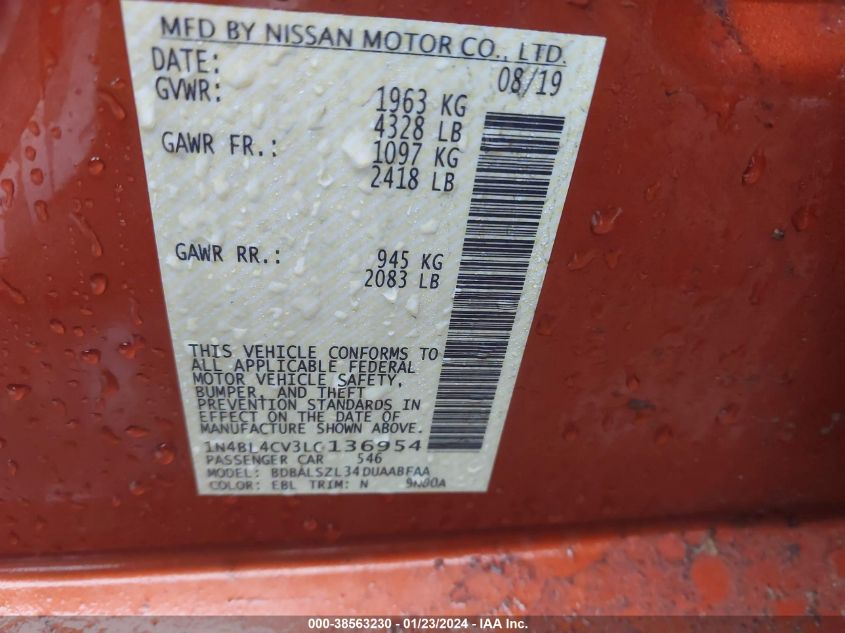 MFD BY NISSAN MOTOR CO., LTD.
DATE: 08/19
GVWR: 1963 KG
4328 LB
GAWR FR.: 1097 KG
2418 LB
GAWR RR.: 945 KG
2083 LB
THIS VEHICLE CONFORMS TO
ALL APPLICABLE FEDERAL
MOTOR VEHICLE SAFETY,
BUMPER, AND THEFT
PREVENTION STANDARDS IN
EFFECT ON THE DATE OF
MANUFACTURE SHOWN ABOVE.
1N4BL4CV3LC136954
PASSENGER CAR 546
MODEL: BDBALSZL34DUAABFAA
COLOR: EBL TRIM: N 9N00A
000-38563230 - 01/23/2024 - IAA Inc.